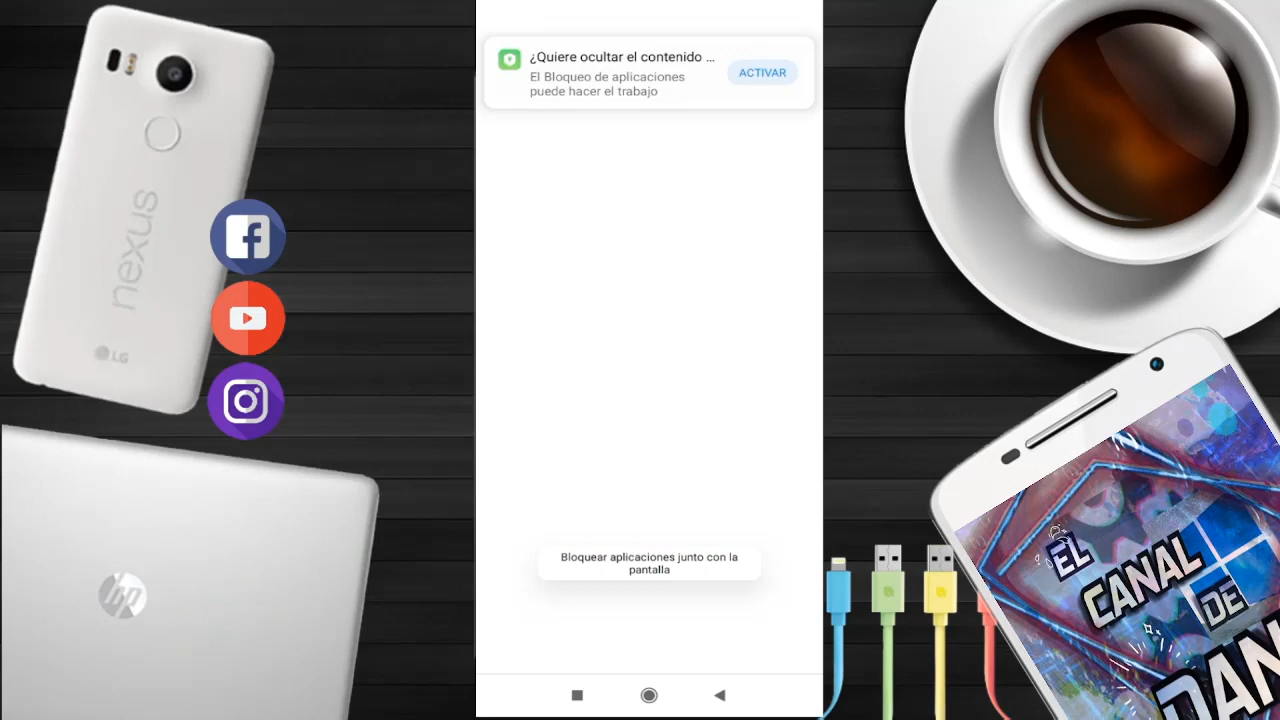 nexus
LG
hp
¿Quiere ocultar el contenido ...
El Bloqueo de aplicaciones
puede hacer el trabajo
ACTIVAR
Bloquear aplicaciones junto con la
pantalla
EL
CANAL
DE
DAN